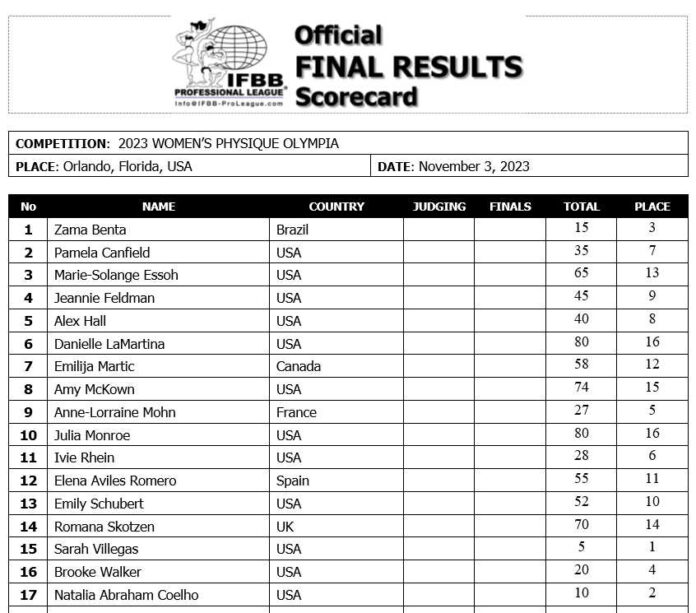 Official
FINAL RESULTS
Scorecard
IFBB
PROFESSIONAL LEAGUE®
Info@IFBB-ProLeague.com
COMPETITION: 2023 WOMEN'S PHYSIQUE OLYMPIA
PLACE: Orlando, Florida, USA DATE: November 3, 2023
No NAME COUNTRY JUDGING FINALS TOTAL PLACE
1 Zama Benta Brazil 15 3
2 Pamela Canfield USA 35 7
3 Marie-Solange Essoh USA 65 13
4 Jeannie Feldman USA 45 9
5 Alex Hall USA 40 8
6 Danielle LaMartina USA 80 16
7 Emilija Martic Canada 58 12
8 Amy McKown USA 74 15
9 Anne-Lorraine Mohn France 27 5
10 Julia Monroe USA 80 16
11 Ivie Rhein USA 28 6
12 Elena Aviles Romero Spain 55 11
13 Emily Schubert USA 52 10
14 Romana Skotzen UK 70 14
15 Sarah Villegas USA 5 1
16 Brooke Walker USA 20 4
17 Natalia Abraham Coelho USA 10 2